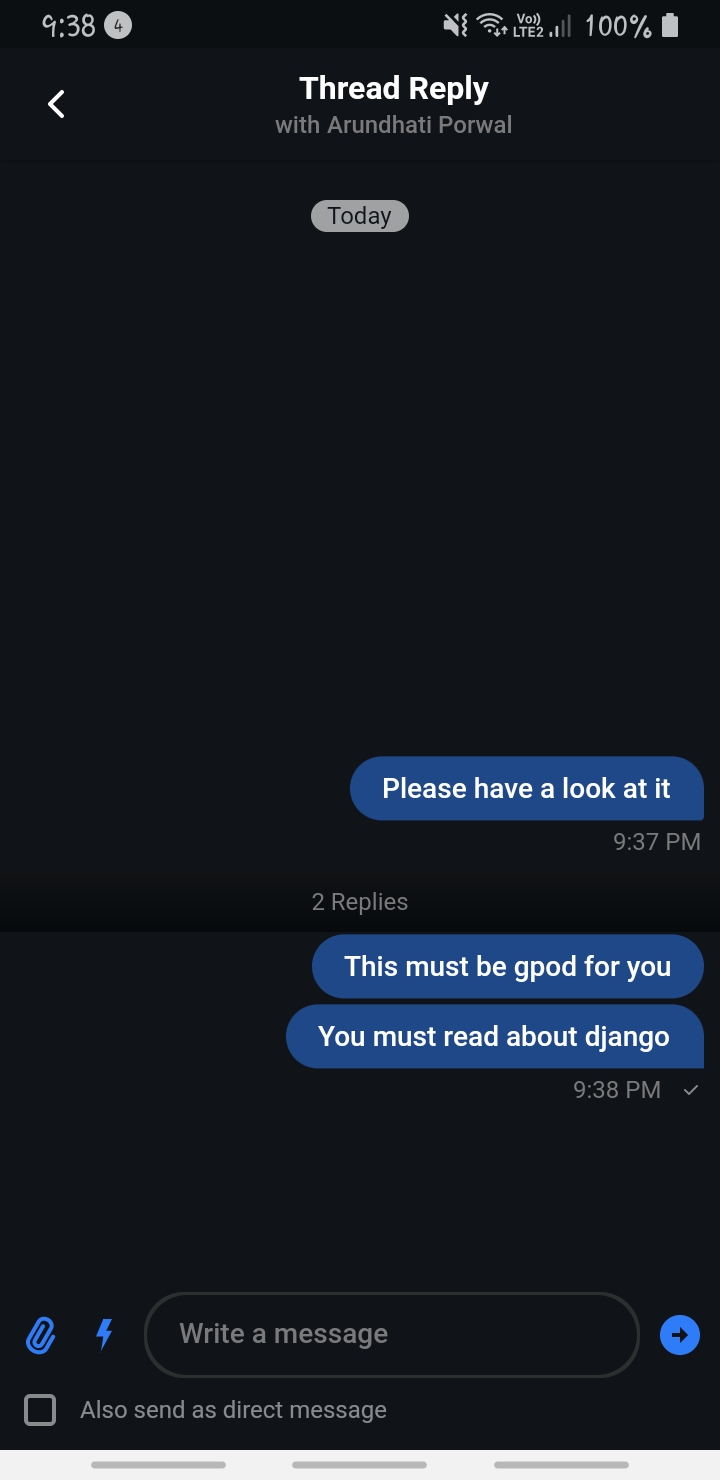 9:38 4 Vo)) LTE2 100%
Thread Reply
with Arundhati Porwal
Today
Please have a look at it
9:37 PM
2 Replies
This must be gpod for you
You must read about django
9:38 PM
Write a message
Also send as direct message